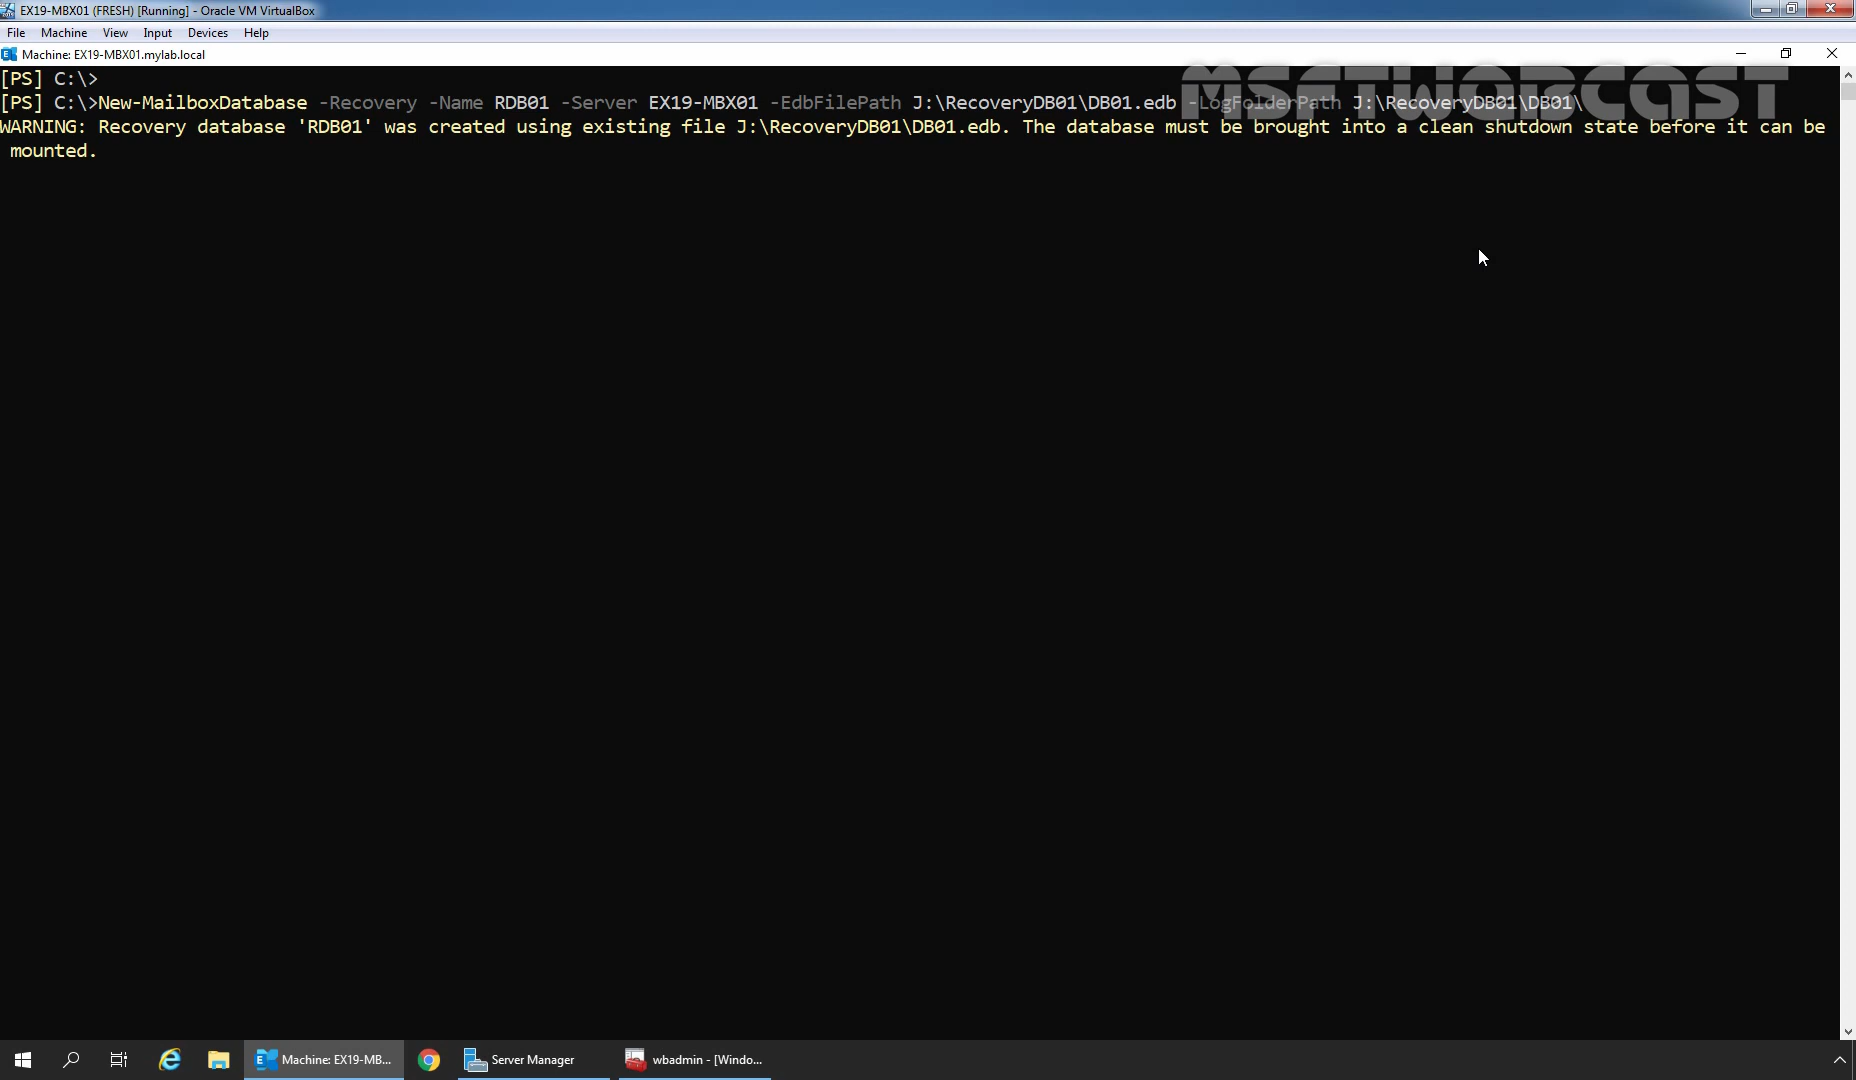 EX19-MBX01 (FRESH) [Running] - Oracle VM VirtualBox
File Machine View Input Devices Help
Machine: EX19-MBX01.mylab.local
MSFTWEBCAST
[PS] C:\>
[PS] C:\>New-MailboxDatabase -Recovery -Name RDB01 -Server EX19-MBX01 -EdbFilePath J:\RecoveryDB01\DB01.edb -LogFolderPath J:\RecoveryDB01\DB01\
WARNING: Recovery database 'RDB01' was created using existing file J:\RecoveryDB01\DB01.edb. The database must be brought into a clean shutdown state before it can be
mounted.
Machine: EX19-MB... Server Manager wbadmin - [Windo...